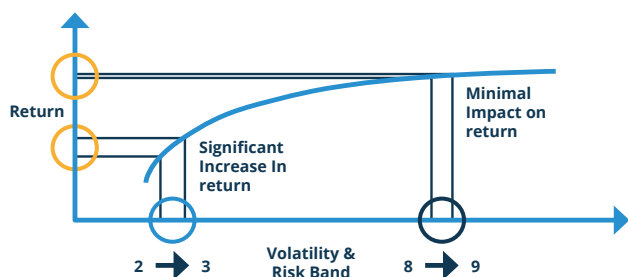 Return
Significant
Increase In
return
Minimal
Impact on
return
2
3
Volatility &
Risk Band
8
9